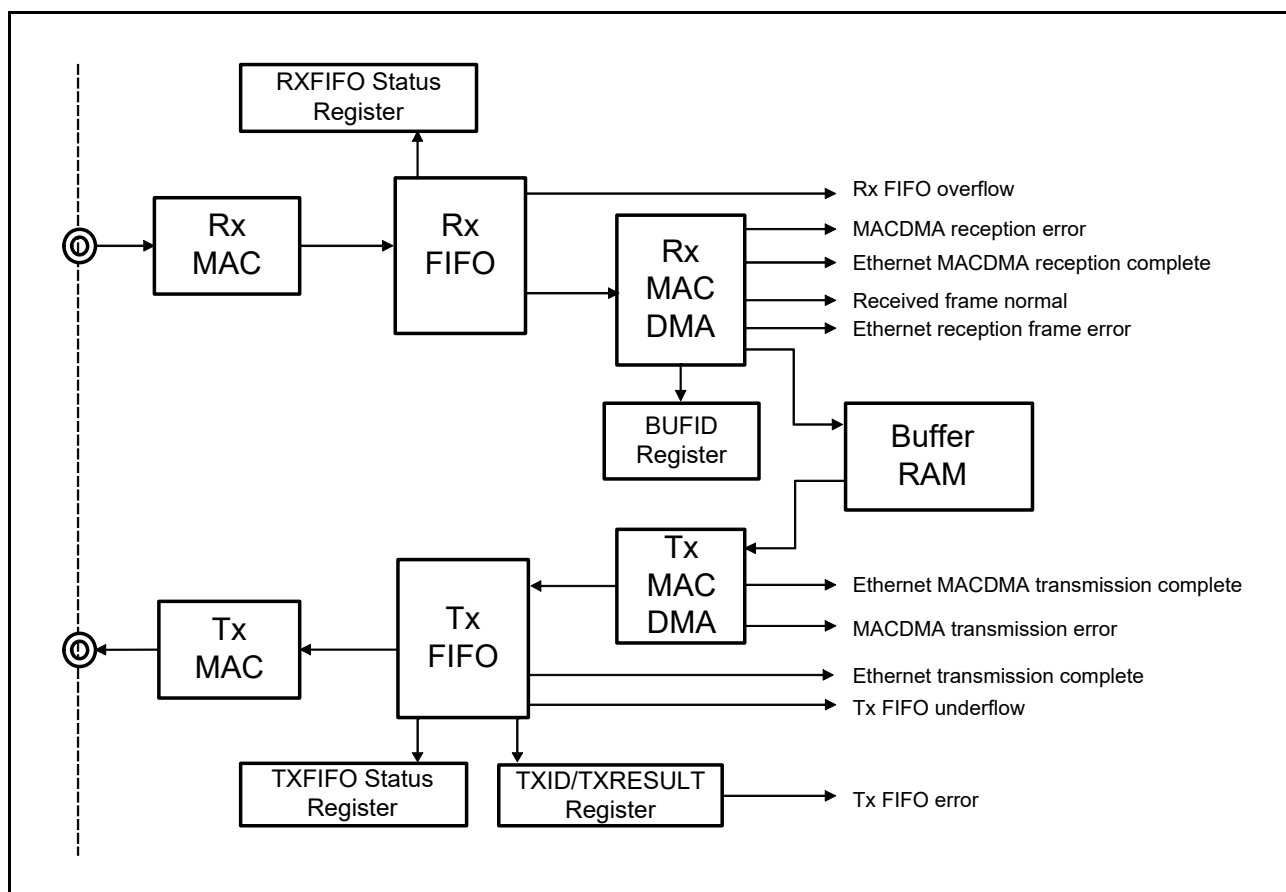 RXFIFO Status
Register
Rx
MAC
Rx
FIFO
Rx FIFO overflow
Rx
MAC
DMA
MACDMA reception error
Ethernet MACDMA reception complete
Received frame normal
Ethernet reception frame error
BUFID
Register
Buffer
RAM
Tx
MAC
DMA
Ethernet MACDMA transmission complete
MACDMA transmission error
Tx
FIFO
Tx
MAC
Ethernet transmission complete
Tx FIFO underflow
TXFIFO Status
Register
TXID/TXRESULT
Register
Tx FIFO error